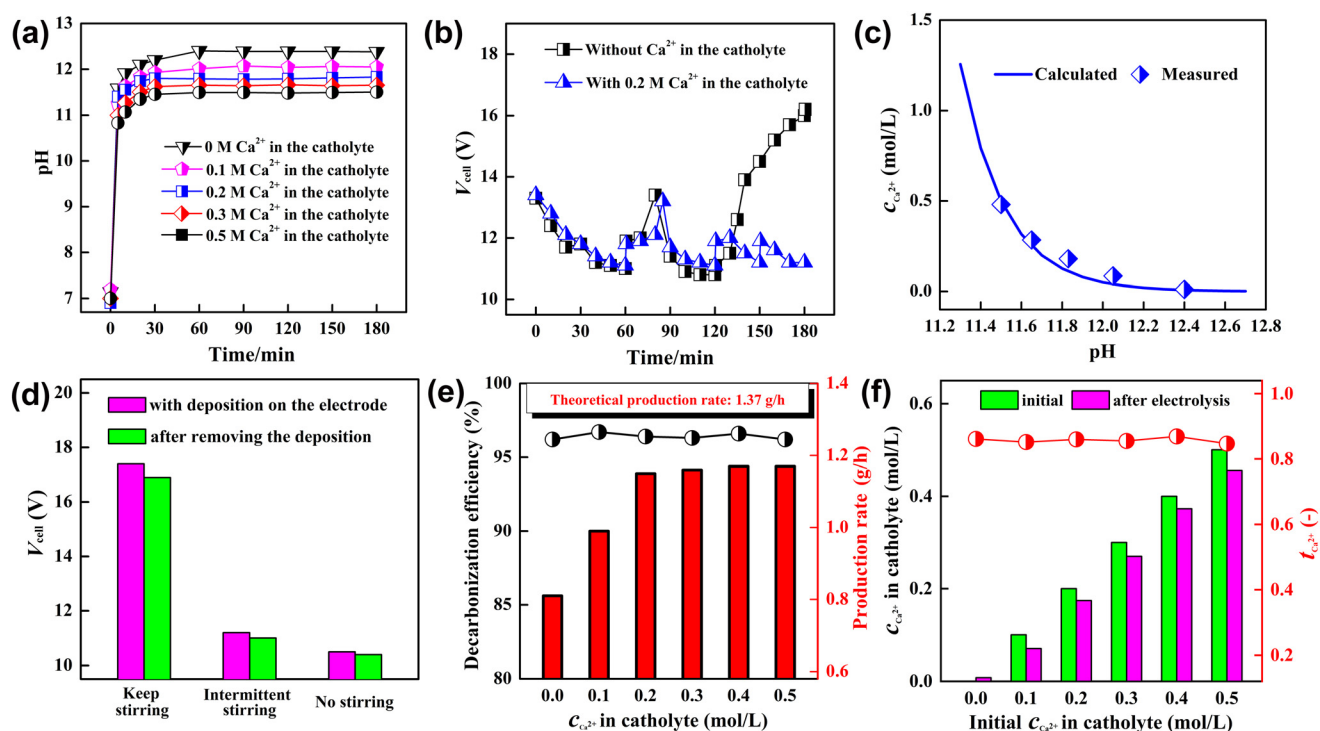 (a)
13
12
11
10
9
8
7
pH
0 M Ca²⁺ in the catholyte
0.1 M Ca²⁺ in the catholyte
0.2 M Ca²⁺ in the catholyte
0.3 M Ca²⁺ in the catholyte
0.5 M Ca²⁺ in the catholyte
0 30 60 90 120 150 180
Time/min
(b)
20
18
16
14
12
10
V cell (V)
Without Ca²⁺ in the catholyte
With 0.2 M Ca²⁺ in the catholyte
0 30 60 90 120 150 180
Time/min
(c)
1.5
1.0
0.5
0.0
c Ca²⁺ (mol/L)
Calculated Measured
11.2 11.4 11.6 11.8 12.0 12.2 12.4 12.6 12.8
pH
(d)
20
18
16
14
12
10
V cell (V)
with deposition on the electrode
after removing the deposition
Keep
stirring
Intermittent
stirring
No stirring
(e)
100
95
90
85
80
Decarbonization efficiency (%)
Theoretical production rate: 1.37 g/h
1.4
1.2
1.0
0.8
0.6
Production rate (g/h)
0.0 0.1 0.2 0.3 0.4 0.5
c Ca²⁺ in catholyte (mol/L)
(f)
0.6
0.4
0.2
0.0
c Ca²⁺ in catholyte (mol/L)
initial after electrolysis
1.0
0.8
0.6
0.4
0.2
t Ca²⁺ (-)
0.0 0.1 0.2 0.3 0.4 0.5
Initial c Ca²⁺ in catholyte (mol/L)